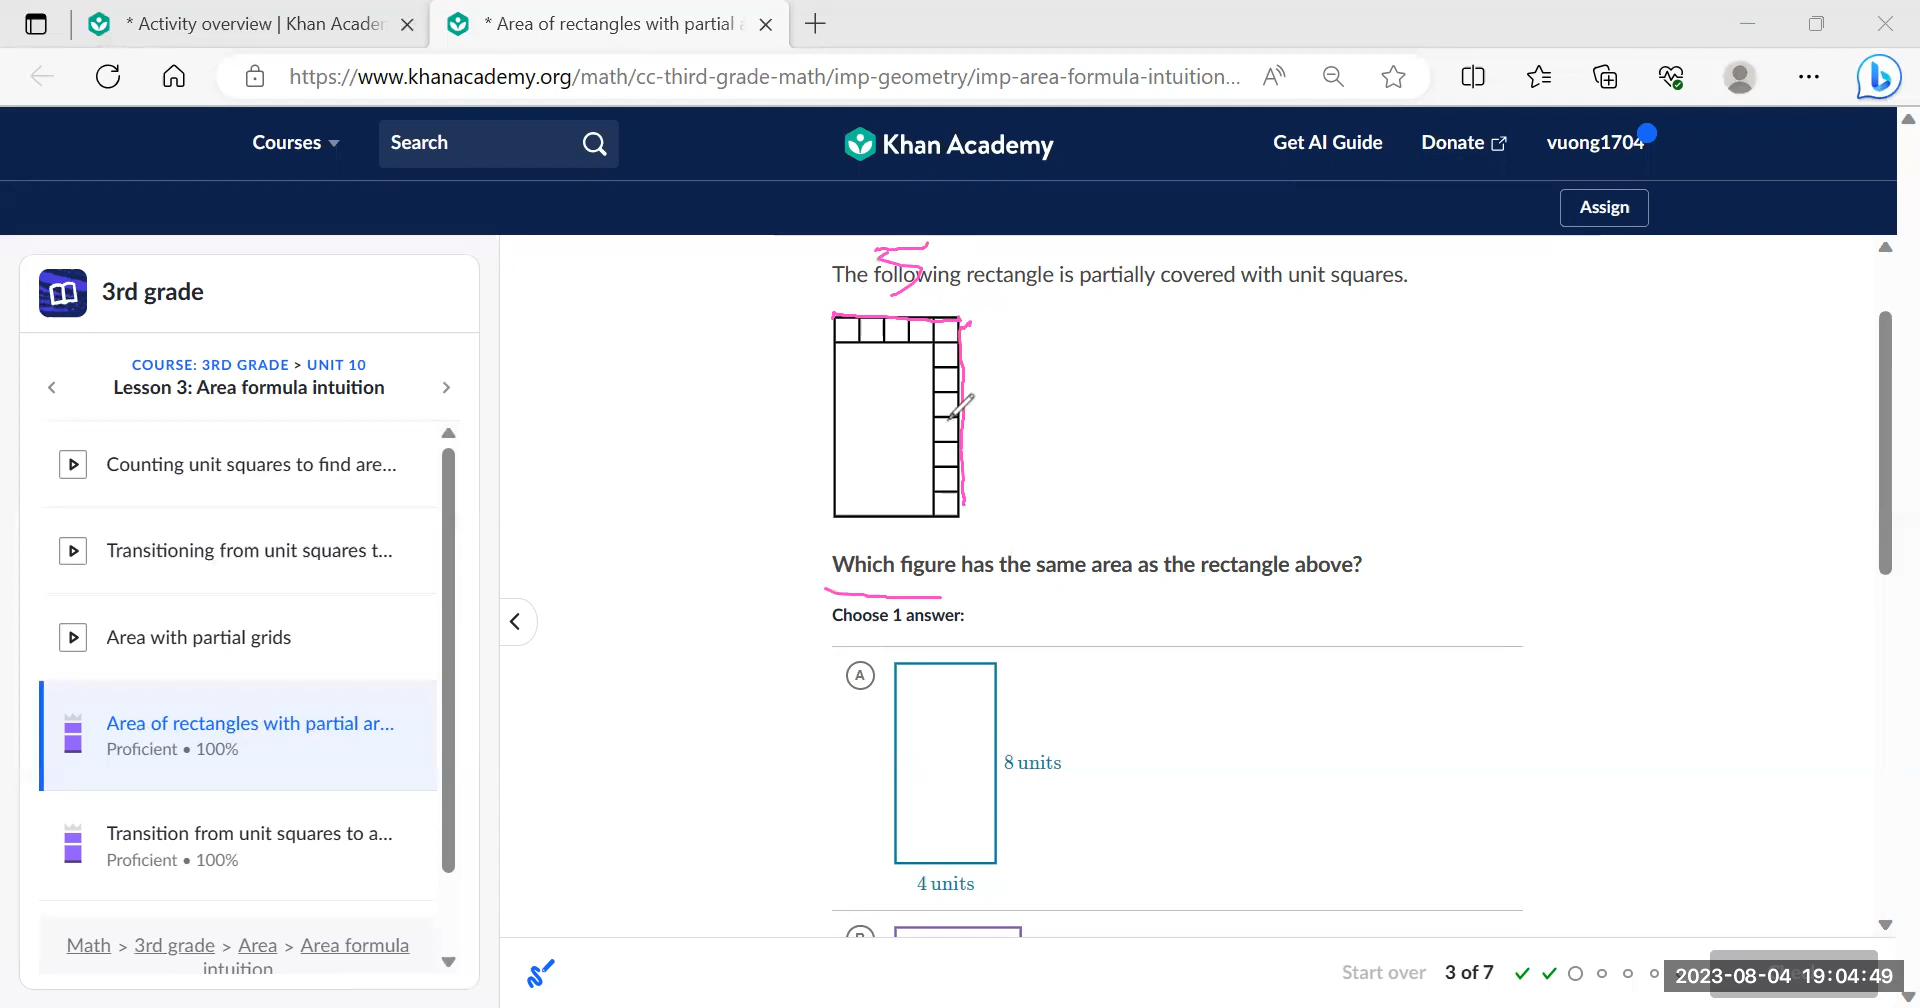 * Activity overview | Khan Acade
* Area of rectangles with partial
https://www.khanacademy.org/math/cc-third-grade-math/imp-geometry/imp-area-formula-intuition...
Courses
Search
Khan Academy
Get AI Guide
Donate
vuong1704
Assign
3rd grade
COURSE: 3RD GRADE > UNIT 10
Lesson 3: Area formula intuition
Counting unit squares to find are...
Transitioning from unit squares t...
Area with partial grids
Area of rectangles with partial ar...
Proficient • 100%
Transition from unit squares to a...
Proficient • 100%
Math > 3rd grade > Area > Area formula
intuition
5
The following rectangle is partially covered with unit squares.
Which figure has the same area as the rectangle above?
Choose 1 answer:
A
8 units
4 units
B
Start over
3 of 7
2023-08-04 19:04:49